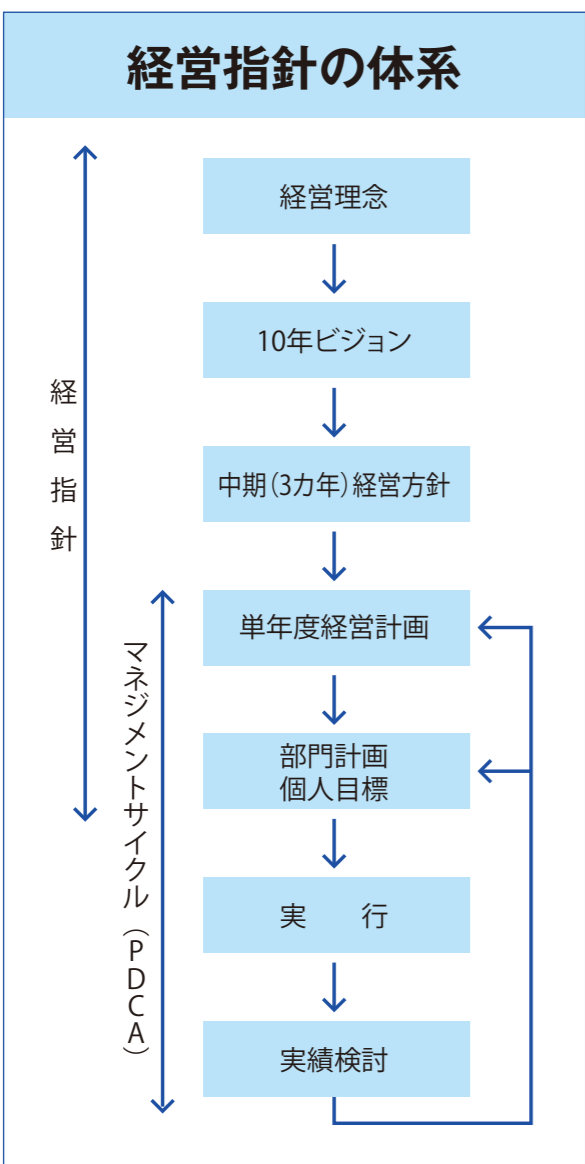 経営指針の体系
経営理念
10年ビジョン
中期(3カ年)経営方針
経営指針
単年度経営計画
マネジメントサイクル(PDCA)
部門計画
個人目標
実　　行
実績検討